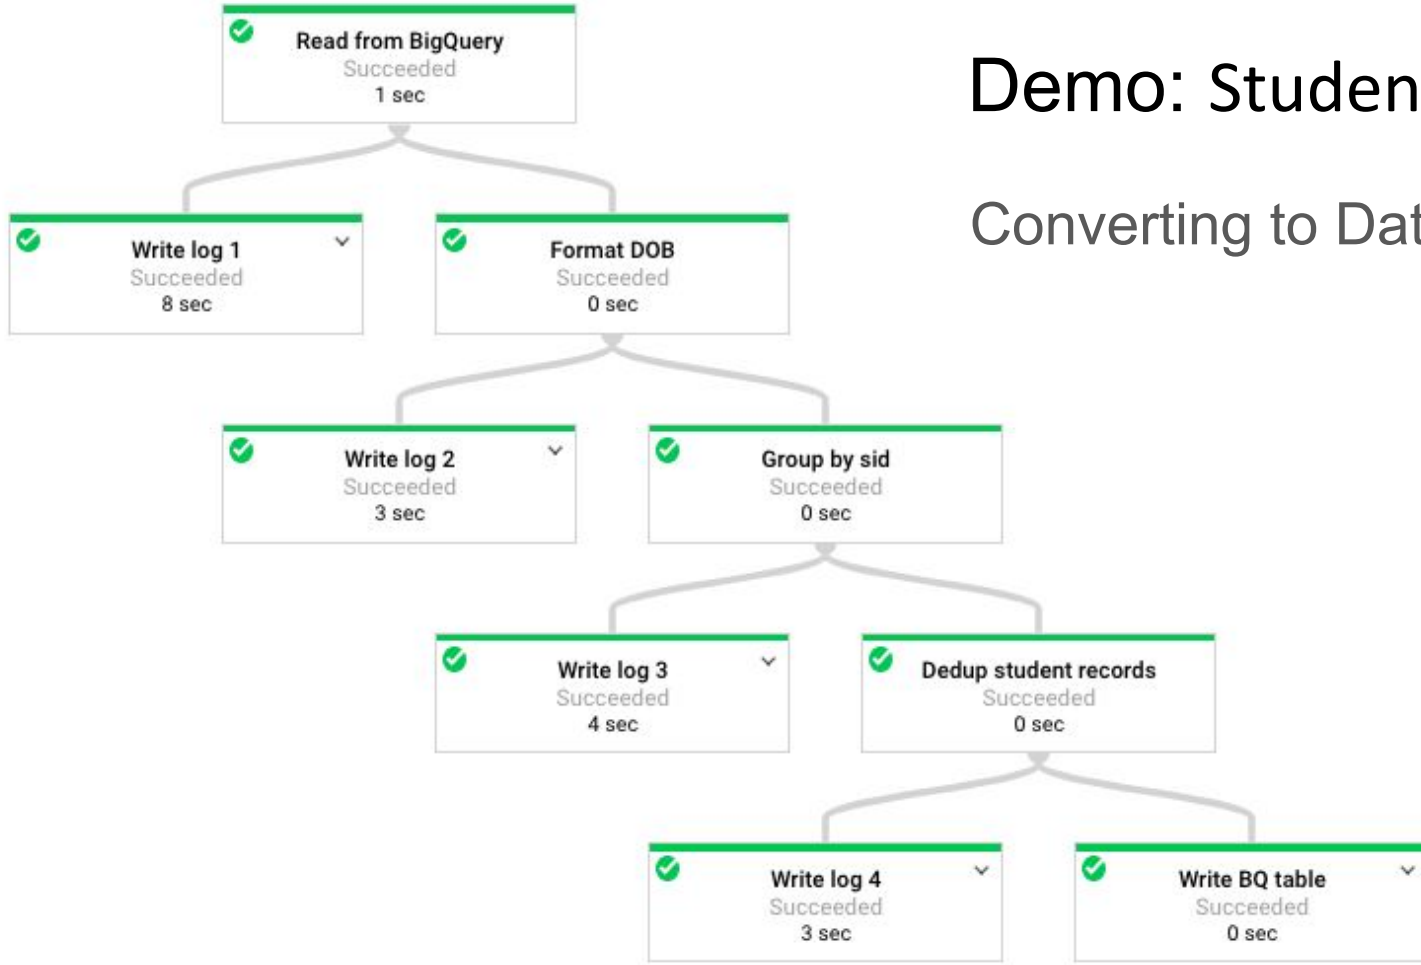 Read from BigQuery
Succeeded
1 sec
Demo: Studen
Converting to Dat
Write log 1
Succeeded
8 sec
Format DOB
Succeeded
0 sec
Write log 2
Succeeded
3 sec
Group by sid
Succeeded
0 sec
Write log 3
Succeeded
4 sec
Dedup student records
Succeeded
0 sec
Write log 4
Succeeded
3 sec
Write BQ table
Succeeded
0 sec